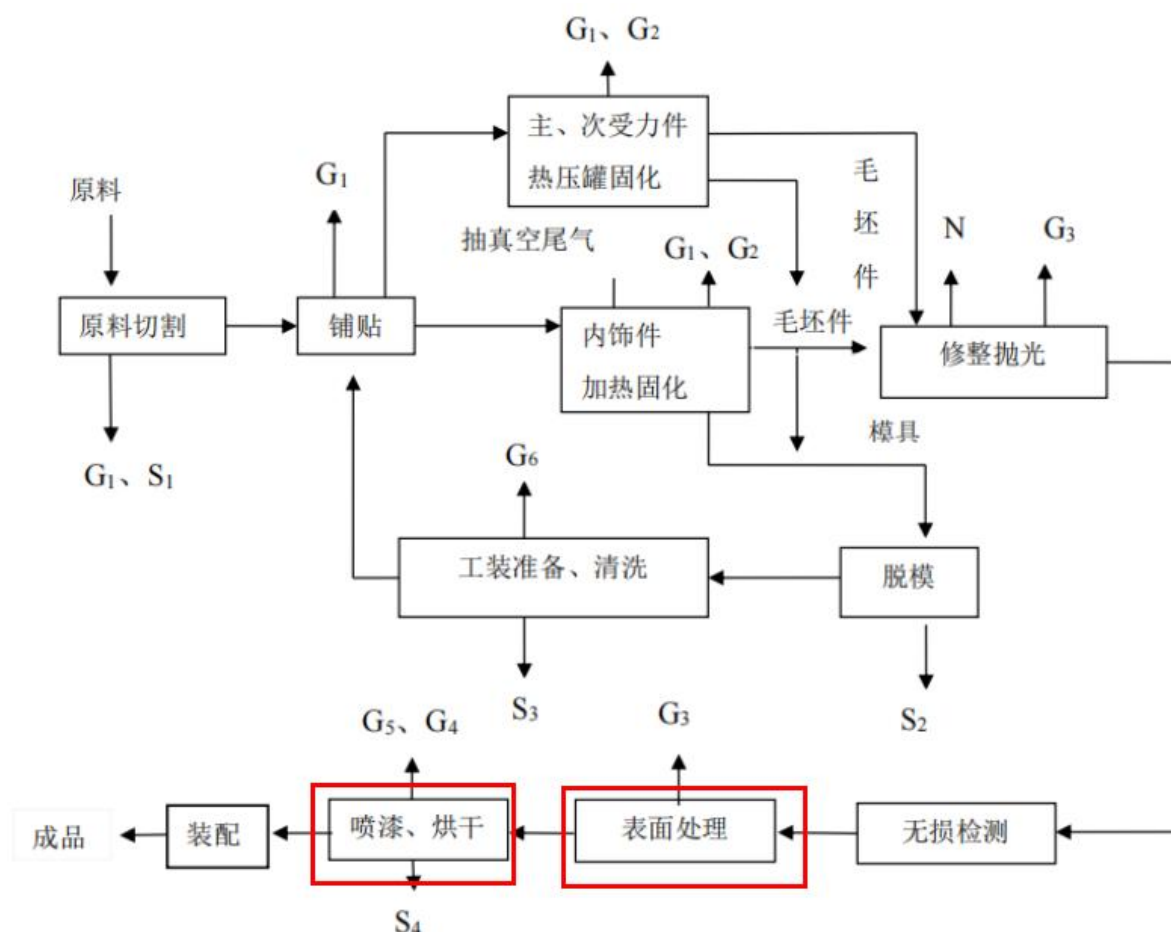 G₁、G₂
主、次受力件
热压罐固化
原料
G₁
抽真空尾气
G₁、G₂
毛坯件
N
G₃
原料切割
铺贴
内饰件
加热固化
毛坯件
修整抛光
模具
G₁、S₁
G₆
工装准备、清洗
脱模
S₃
S₂
G₅、G₄
G₃
成品
装配
喷漆、烘干
表面处理
无损检测
S₄